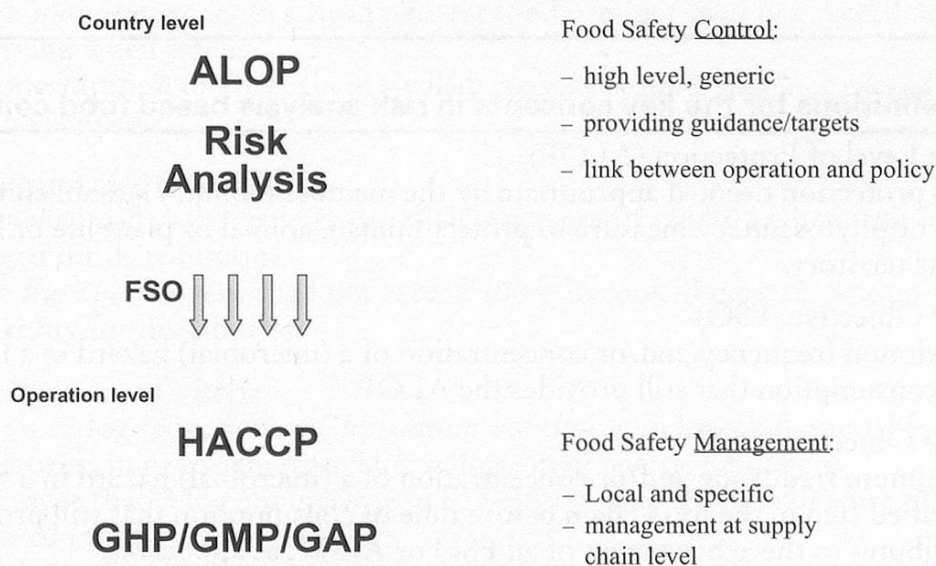 Country level
ALOP
Risk
Analysis
Food Safety Control:
– high level, generic
– providing guidance/targets
– link between operation and policy
FSO
Operation level
HACCP
GHP/GMP/GAP
Food Safety Management:
– Local and specific
management at supply
chain level